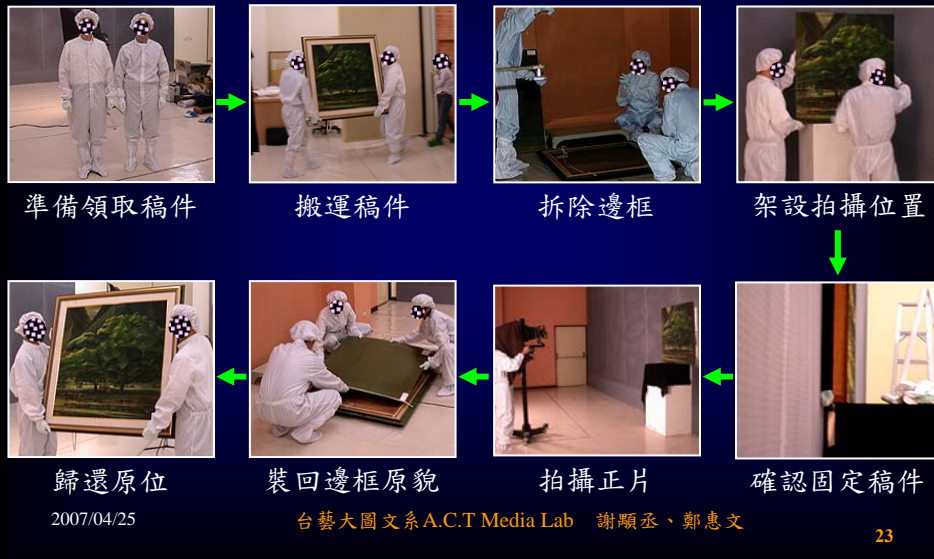 準備領取稿件
搬運稿件
拆除邊框
架設拍攝位置
歸還原位
裝回邊框原貌
拍攝正片
確認固定稿件
2007/04/25
台藝大圖文系A.C.T Media Lab 謝顒丞、鄭惠文
23